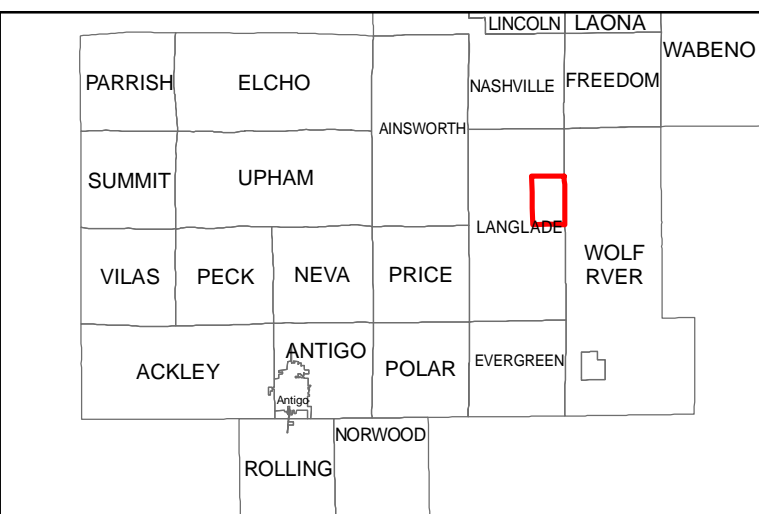 LINCOLN LAONA
WABENO
PARRISH ELCHO NASHVILLE FREEDOM
AINSWORTH
SUMMIT UPHAM
LANGLADE
WOLF
RVER
VILAS PECK NEVA PRICE
ANTIGO
ACKLEY POLAR EVERGREEN
Antigo
NORWOOD
ROLLING